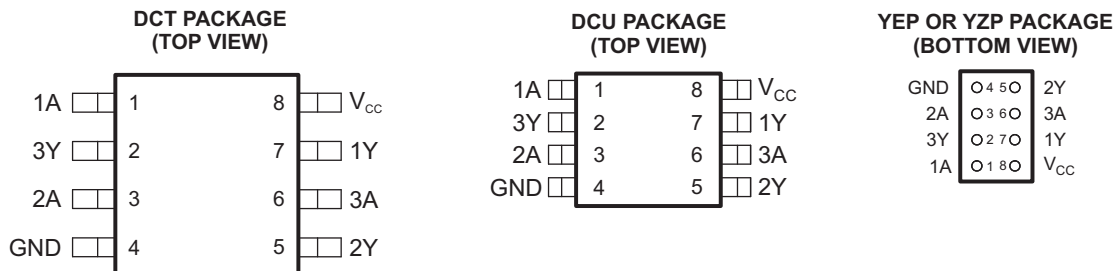 DCT PACKAGE
(TOP VIEW)
1A 1 8 VCC
3Y 2 7 1Y
2A 3 6 3A
GND 4 5 2Y
DCU PACKAGE
(TOP VIEW)
1A 1 8 VCC
3Y 2 7 1Y
2A 3 6 3A
GND 4 5 2Y
YEP OR YZP PACKAGE
(BOTTOM VIEW)
GND 4 5 2Y
2A 3 6 3A
3Y 2 7 1Y
1A 1 8 VCC